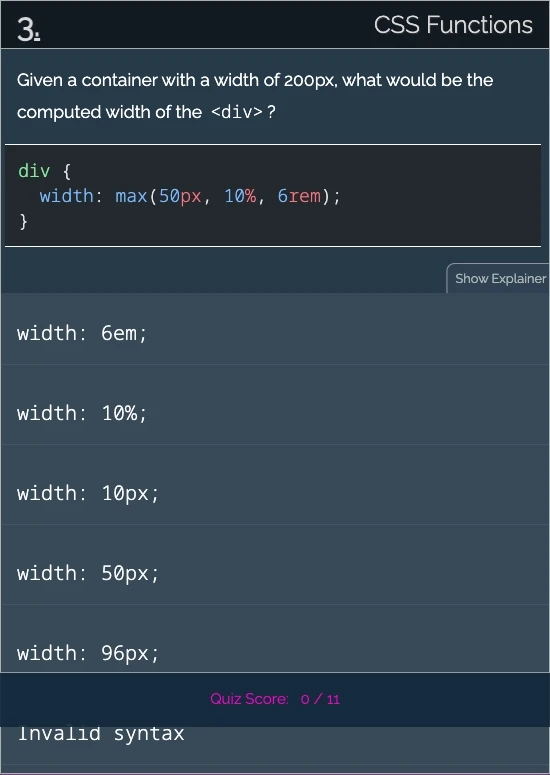 3.
CSS Functions
Given a container with a width of 200px, what would be the
computed width of the <div> ?
div {
  width: max(50px, 10%, 6rem);
}
Show Explainer
width: 6em;
width: 10%;
width: 10px;
width: 50px;
width: 96px;
Quiz Score: 0 / 11
Invalid syntax